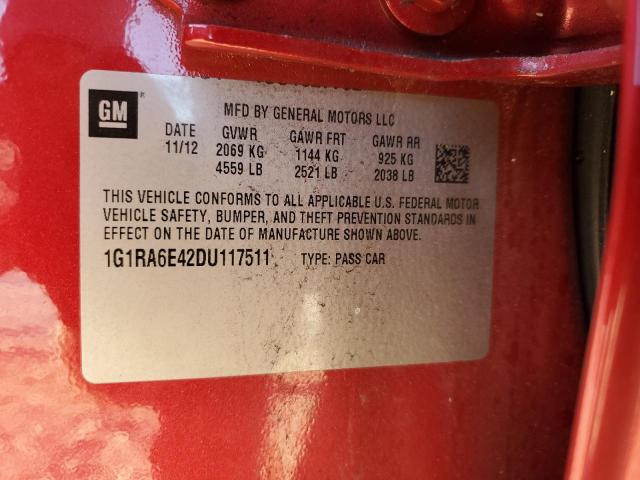 GM
®
MFD BY GENERAL MOTORS LLC
DATE GVWR GAWR FRT GAWR RR
11/12 2069 KG 1144 KG 925 KG
4559 LB 2521 LB 2038 LB
THIS VEHICLE CONFORMS TO ALL APPLICABLE U.S. FEDERAL MOTOR
VEHICLE SAFETY, BUMPER, AND THEFT PREVENTION STANDARDS IN
EFFECT ON THE DATE OF MANUFACTURE SHOWN ABOVE.
1G1RA6E42DU117511 TYPE: PASS CAR